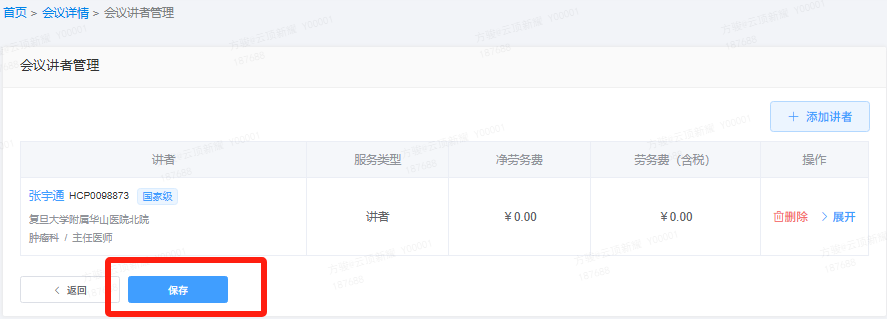 首页 > 会议详情 > 会议讲者管理
会议讲者管理
添加讲者
讲者 服务类型 净劳务费 劳务费（含税） 操作
张宇通 HCP0098873 国家级
复旦大学附属华山医院北院
肿瘤科 / 主任医师
讲者 ￥0.00 ￥0.00 删除 展开
返回 保存